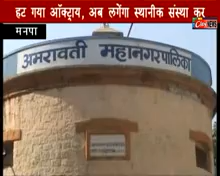 हट गया ऑक्ट्राय, अब लगेंगा स्थानीक संस्था कर
मनपा
अमरावती महानगरपालिका